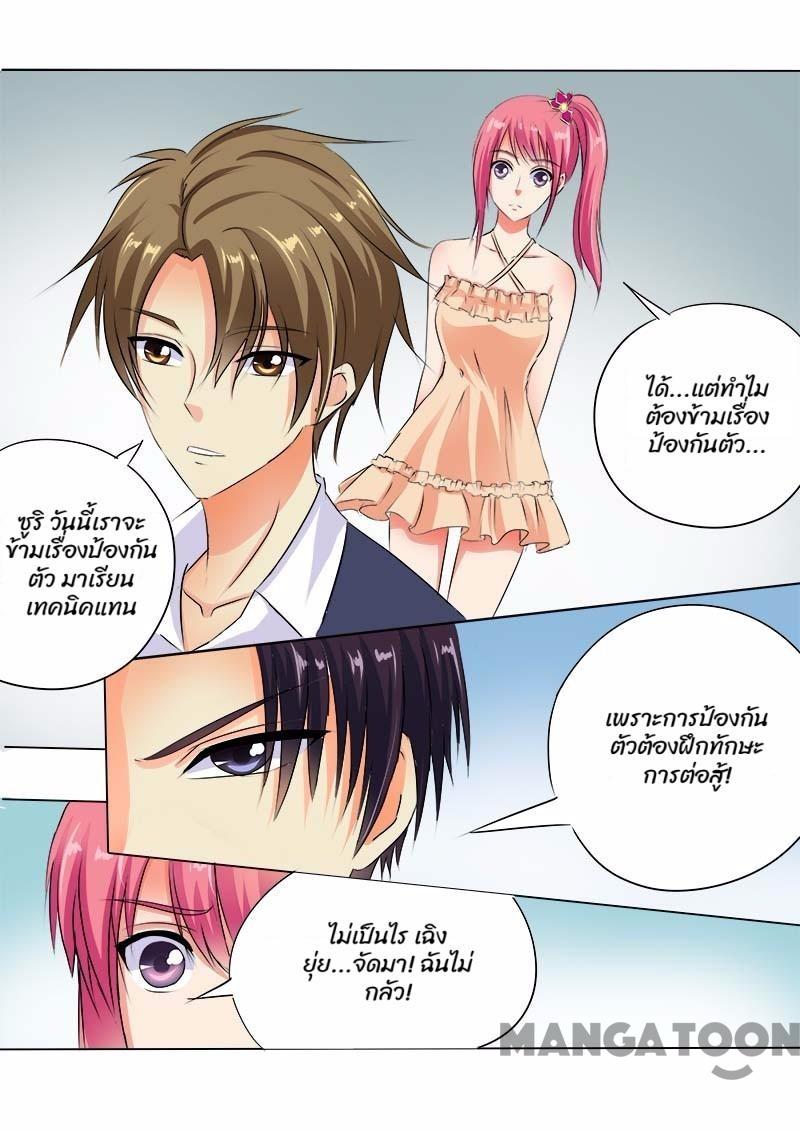 ซูริ วันนี้เราจะ
ข้ามเรื่องป้องกัน
ตัว มาเรียน
เทคนิคแทน
ได้...แต่ทำไม
ต้องข้ามเรื่อง
ป้องกันตัว...
เพราะการป้องกัน
ตัวต้องฝึกทักษะ
การต่อสู้!
ไม่เป็นไร เฉิง
ยุ่ย...จัดมา! ฉันไม่
กลัว!
MANGATOON